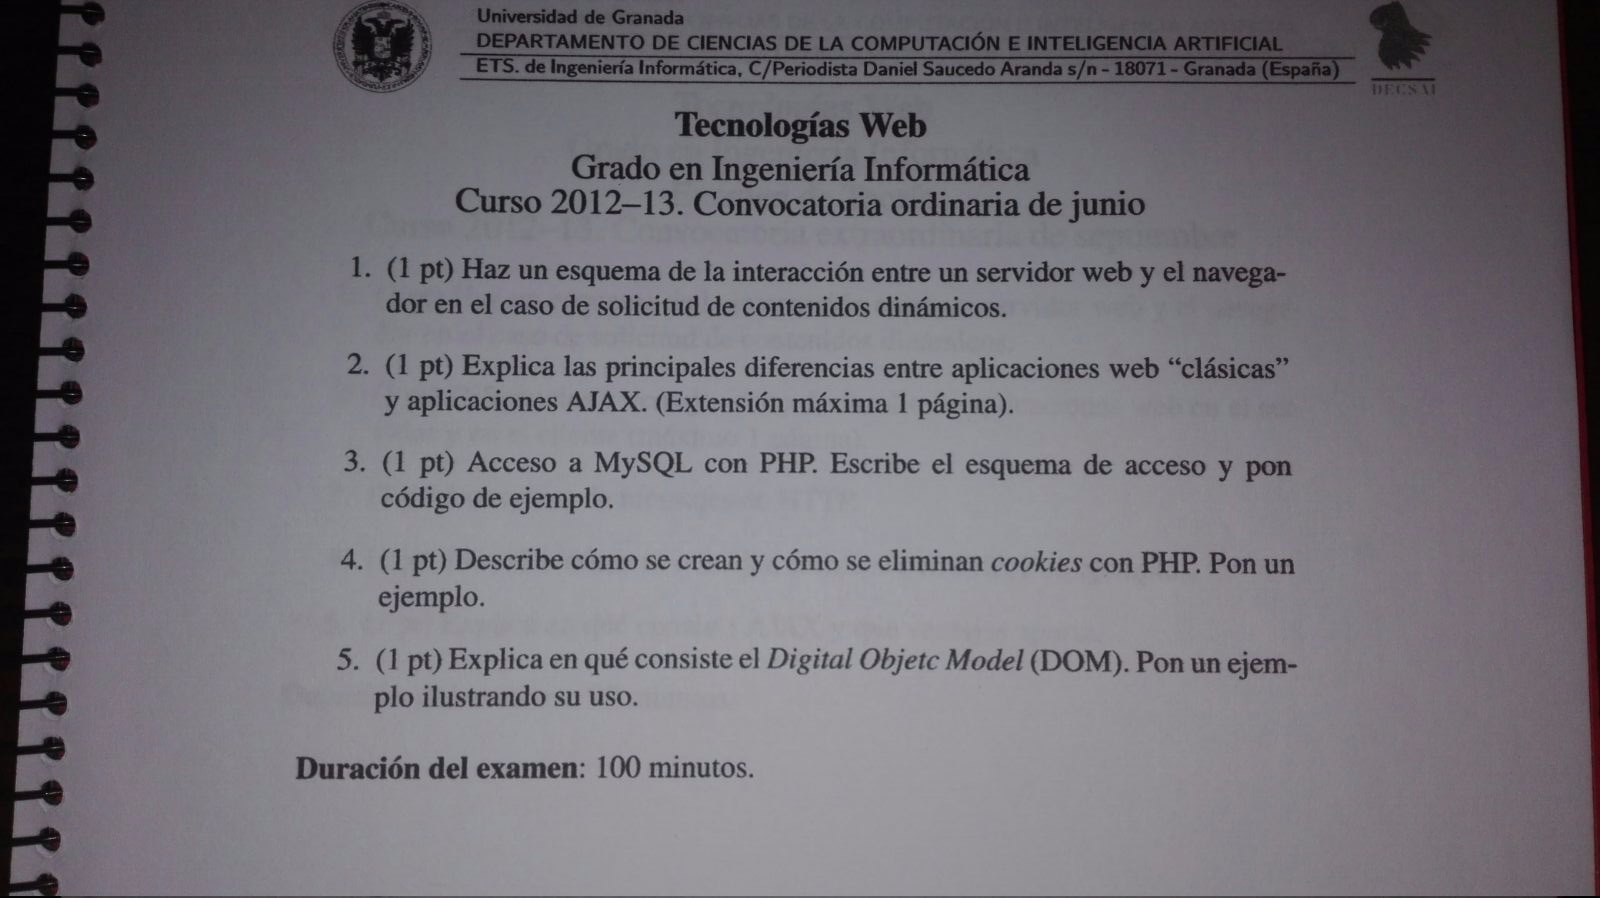 Universidad de Granada
DEPARTAMENTO DE CIENCIAS DE LA COMPUTACIÓN E INTELIGENCIA ARTIFICIAL
ETS. de Ingeniería Informática, C/Periodista Daniel Saucedo Aranda s/n - 18071 - Granada (España)
DECSAI
Tecnologías Web
Grado en Ingeniería Informática
Curso 2012–13. Convocatoria ordinaria de junio
1. (1 pt) Haz un esquema de la interacción entre un servidor web y el navega-
dor en el caso de solicitud de contenidos dinámicos.
2. (1 pt) Explica las principales diferencias entre aplicaciones web “clásicas”
y aplicaciones AJAX. (Extensión máxima 1 página).
3. (1 pt) Acceso a MySQL con PHP. Escribe el esquema de acceso y pon
código de ejemplo.
4. (1 pt) Describe cómo se crean y cómo se eliminan cookies con PHP. Pon un
ejemplo.
5. (1 pt) Explica en qué consiste el Digital Objetc Model (DOM). Pon un ejem-
plo ilustrando su uso.
Duración del examen: 100 minutos.